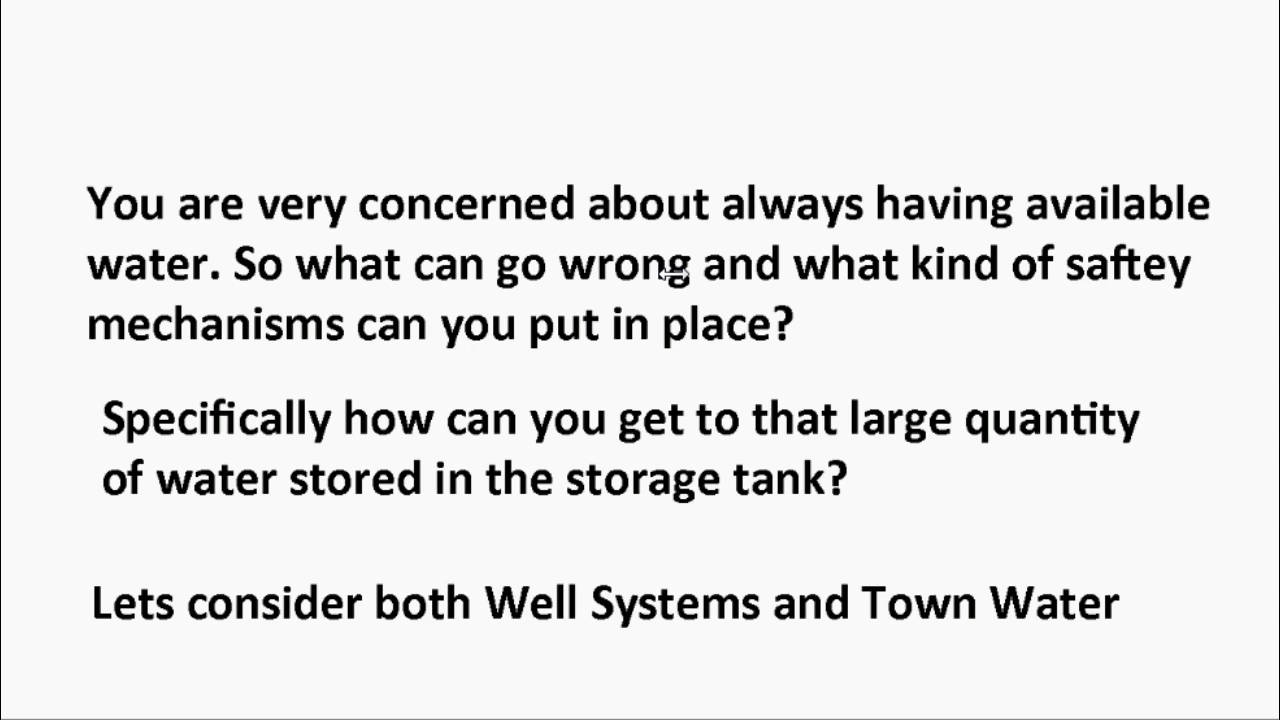 You are very concerned about always having available
water. So what can go wrong and what kind of saftey
mechanisms can you put in place?
Specifically how can you get to that large quantity
of water stored in the storage tank?
Lets consider both Well Systems and Town Water